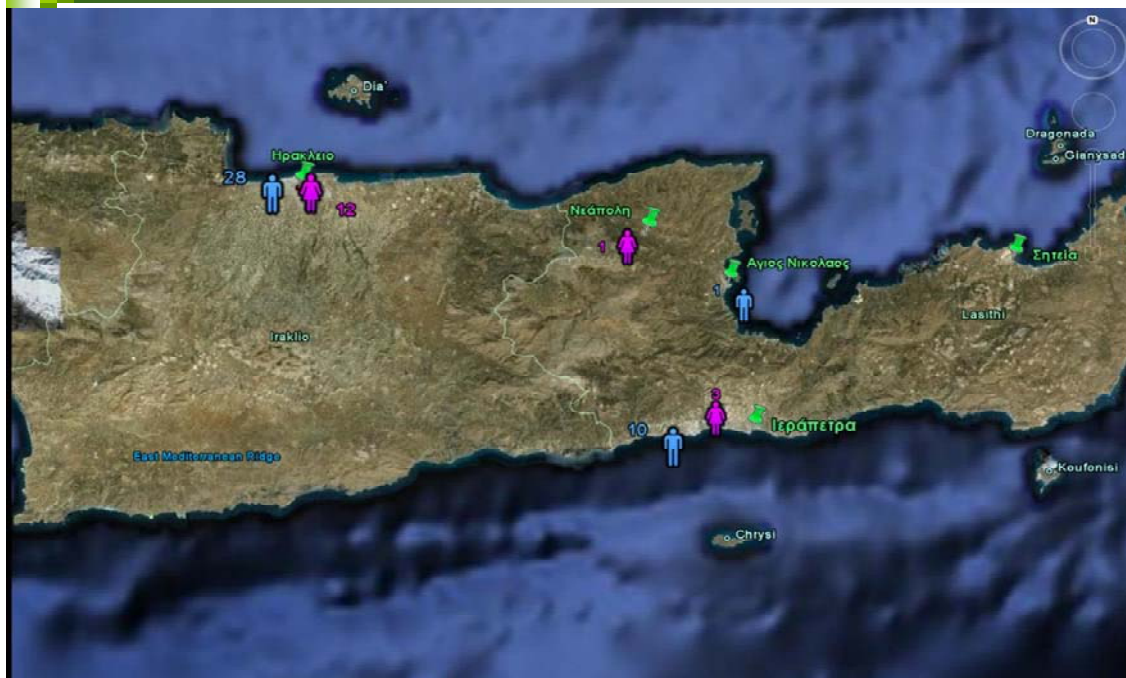 N
Dia'
Dragonada
Gianysad
Ηρακλειο
28
12
Νεάπολη
1
Αγιος Νικολαος
1
Σητεία
Lasithi
Iraklio
3
10
Ιεράπετρα
East Mediterranean Ridge
Koufonisi
Chrysi